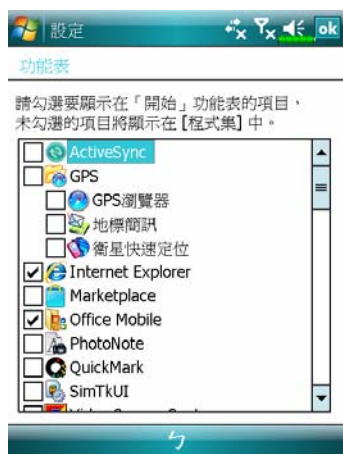 設定
ok
功能表
請勾選要顯示在「開始」功能表的項目，
未勾選的項目將顯示在 [程式集] 中。
ActiveSync
GPS
GPS瀏覽器
地標簡訊
衛星快速定位
Internet Explorer
Marketplace
Office Mobile
PhotoNote
QuickMark
SimTkUI
ㄣ